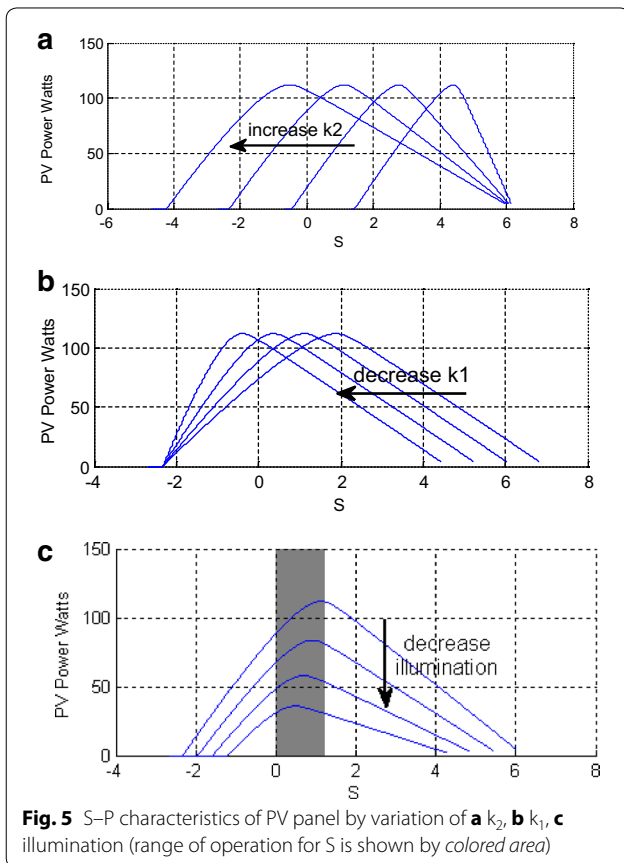 a
150
100
50
0
PV Power Watts
increase k2
-6 -4 -2 0 2 4 6 8
S
b
150
100
50
0
PV Power Watts
decrease k1
-4 -2 0 2 4 6 8
S
c
150
100
50
0
PV Power Watts
decrease
illumination
-4 -2 0 2 4 6 8
S
Fig. 5 S–P characteristics of PV panel by variation of a k₂, b k₁, c
illumination (range of operation for S is shown by colored area)